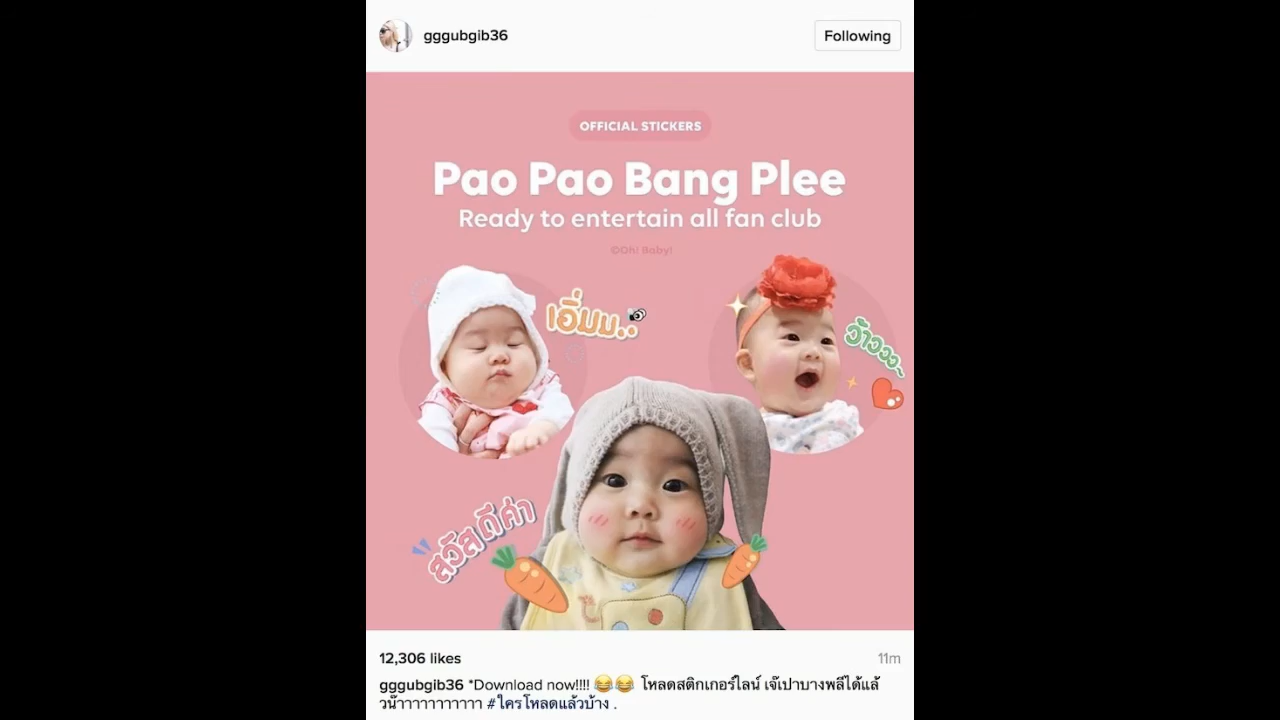 gggubgib36
Following
OFFICIAL STICKERS
Pao Pao Bang Plee
Ready to entertain all fan club
©Oh! Baby!
เอิ่มม..
ว้าววว~
สวัสดีค่า
12,306 likes
11m
gggubgib36 *Download now!!!! 😂😂 โหลดสติกเกอร์ไลน์ เจ๊เปาบางพลีได้แล้
วน๊าาาาาาาาาาา #ใครโหลดแล้วบ้าง .